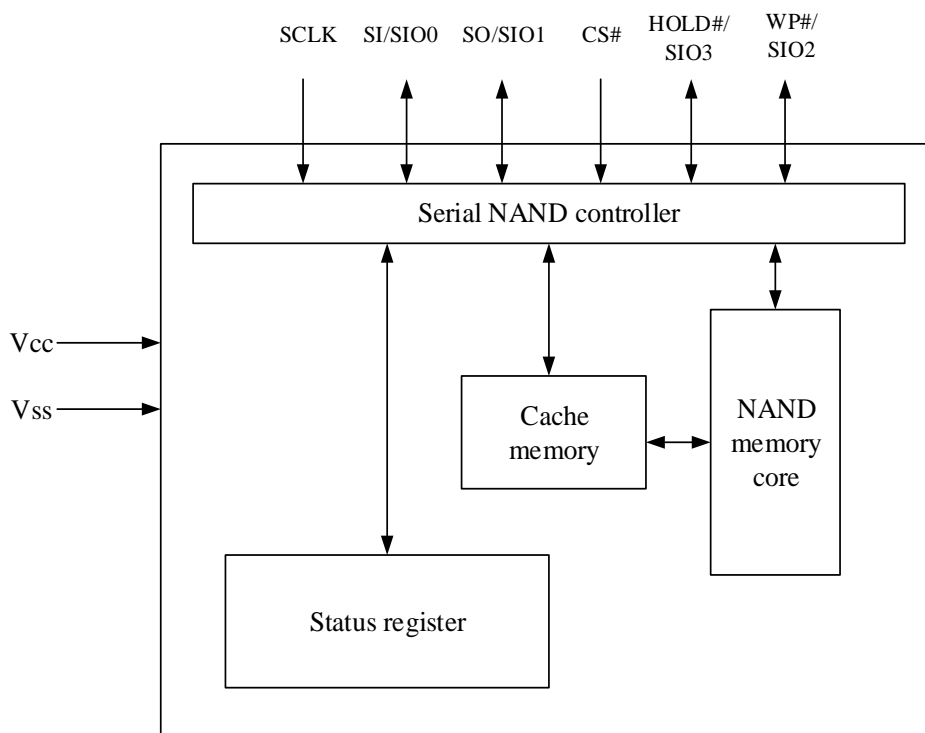 SCLK
SI/SIO0
SO/SIO1
CS#
HOLD#/
SIO3
WP#/
SIO2
Serial NAND controller
Vcc
Vss
Cache
memory
NAND
memory
core
Status register